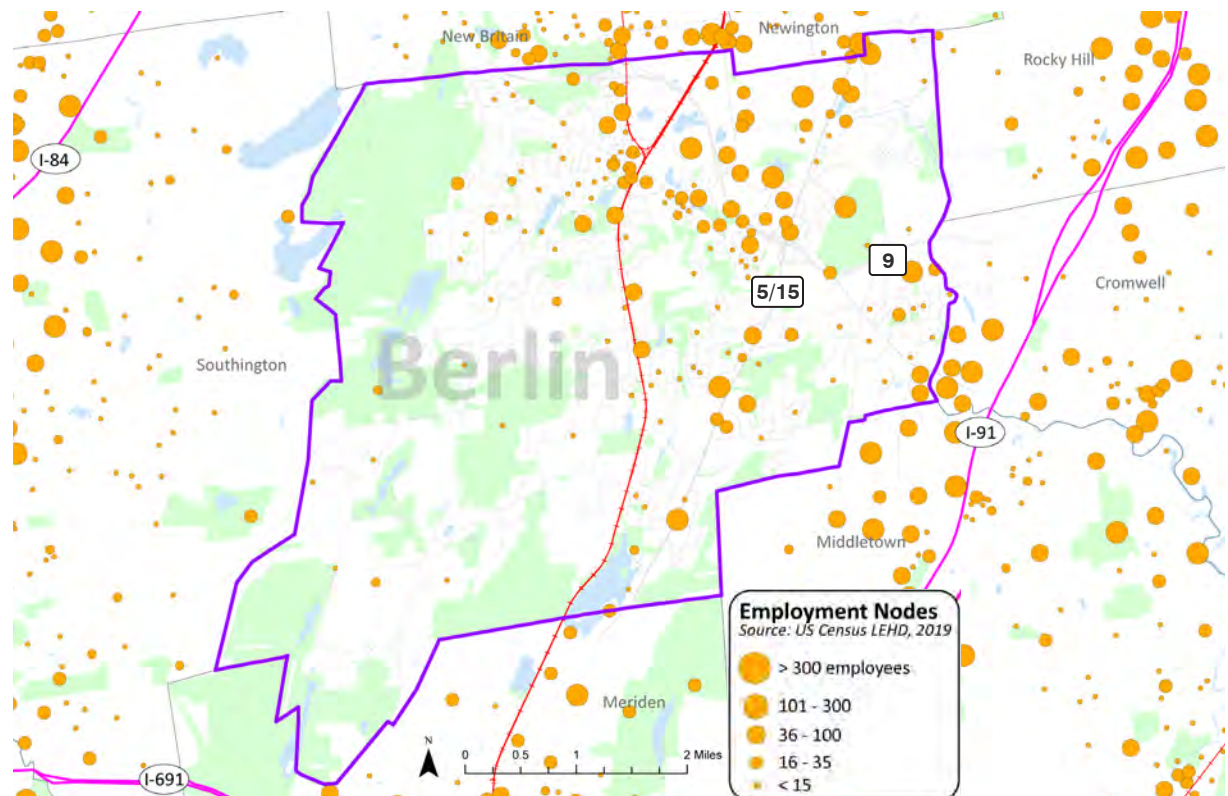 New Britain
Newington
Rocky Hill
I-84
9
5/15
Cromwell
Southington
Berlin
I-91
Middletown
Employment Nodes
Source: US Census LEHD, 2019
> 300 employees
101 - 300
36 - 100
16 - 35
< 15
Meriden
N
0 0.5 1 2 Miles
I-691